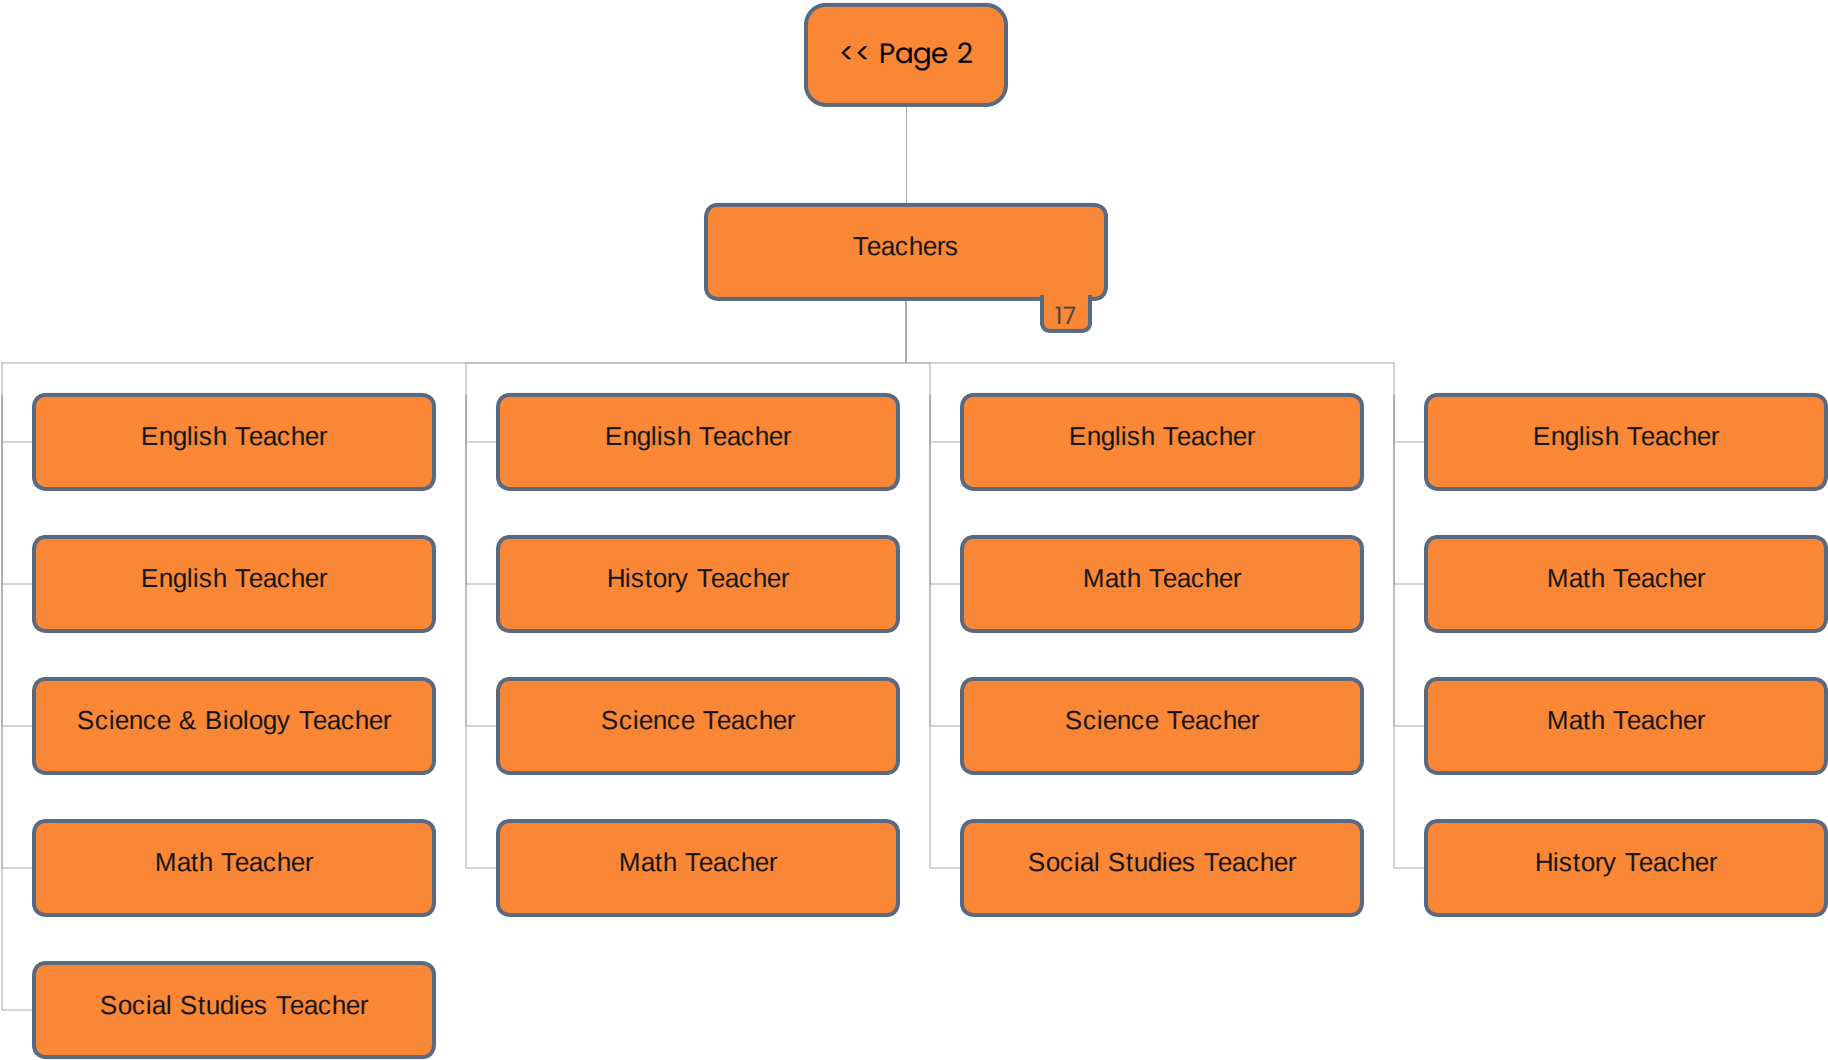 << Page 2
Teachers
17
English Teacher
English Teacher
English Teacher
English Teacher
English Teacher
History Teacher
Math Teacher
Math Teacher
Science & Biology Teacher
Science Teacher
Science Teacher
Math Teacher
Math Teacher
Math Teacher
Social Studies Teacher
History Teacher
Social Studies Teacher